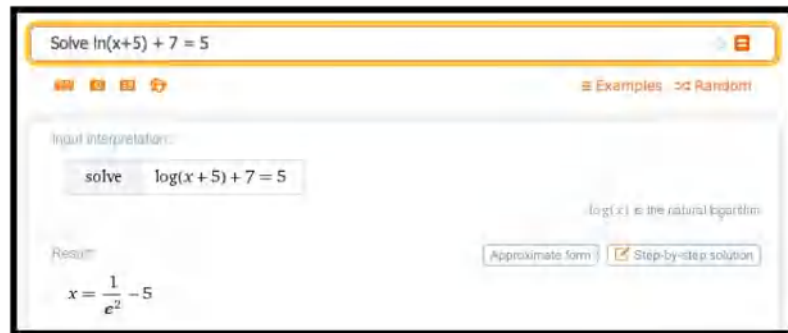 Solve ln(x+5) + 7 = 5
Examples Random
Input interpretation:
solve log(x + 5) + 7 = 5
log(x) is the natural logarithm
Result:
Approximate form Step-by-step solution
x = 1/e² − 5